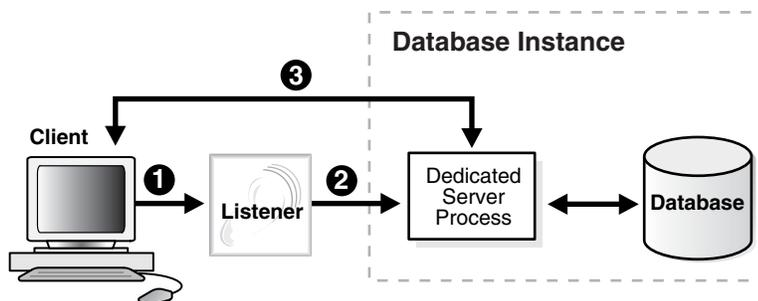 Database Instance
3
Client
1
Listener
2
Dedicated
Server
Process
Database